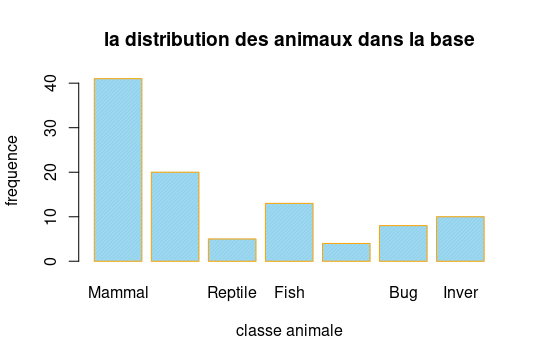 la distribution des animaux dans la base
frequence
40
30
20
10
0
Mammal Reptile Fish Bug Inver
classe animale